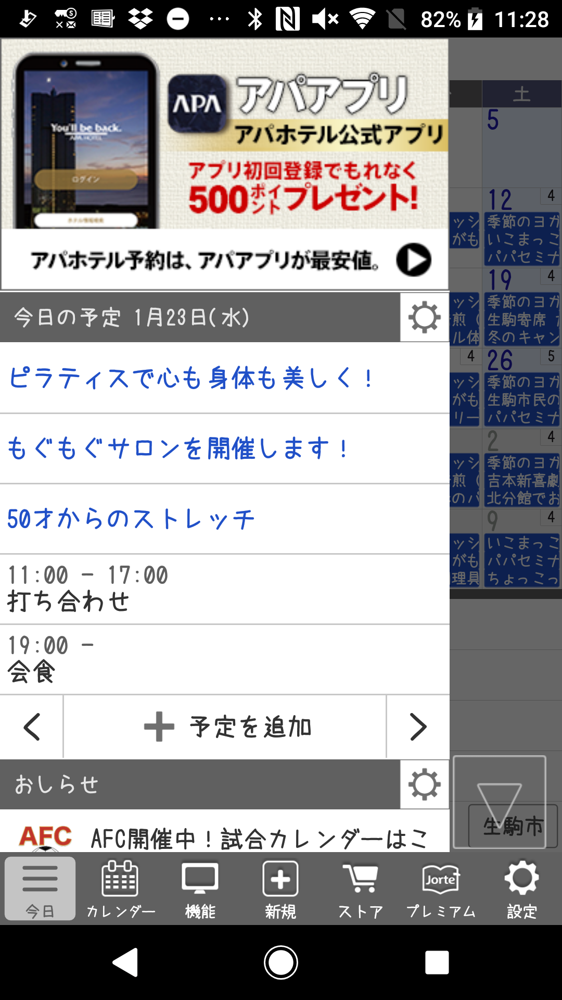 82% 11:28
You'll be back.
APA HOTEL
ログイン
APA アパアプリ
アパホテル公式アプリ
アプリ初回登録でもれなく
500ポイントプレゼント!
アパホテル予約は、アパアプリが最安値。
土
5
12 4
ッシ 季節のヨガ
がも いこまっこ
パパセミナ
19 4
ッシ 季節のヨガ
煎( 生駒寄席
ル体 冬のキャン
4 26 5
ッシ 季節のヨガ
がも 生駒市民の
リー パパセミナ
2 4
ッシ 季節のヨガ
煎( 吉本新喜劇
のバ 北分館でお
9 4
ッシ いこまっこ
がも パパセミナ
理具 ちょっこっ
今日の予定 1月23日(水)
ピラティスで心も身体も美しく！
もぐもぐサロンを開催します！
50才からのストレッチ
11:00 - 17:00
打ち合わせ
19:00 -
会食
予定を追加
おしらせ
生駒市
AFC AFC開催中！試合カレンダーはこ
今日 カレンダー 機能 新規 ストア Jorte プレミアム 設定